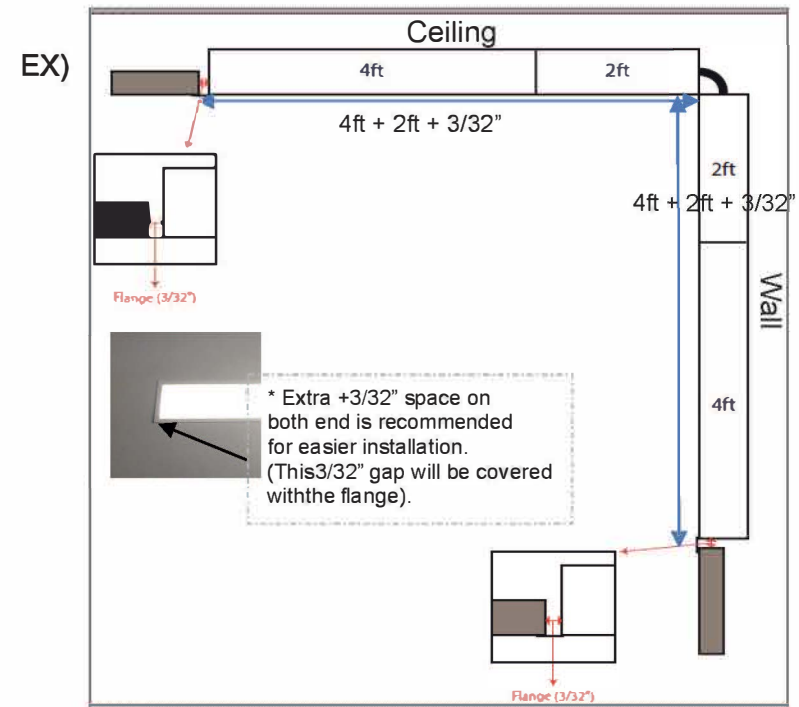 Ceiling
EX)
4ft
2ft
4ft + 2ft + 3/32”
2ft
4ft + 2ft + 3/32”
Wall
Flange (3/32”)
* Extra +3/32” space on
both end is recommended
for easier installation.
(This3/32” gap will be covered
withthe flange).
4ft
Flange (3/32”)